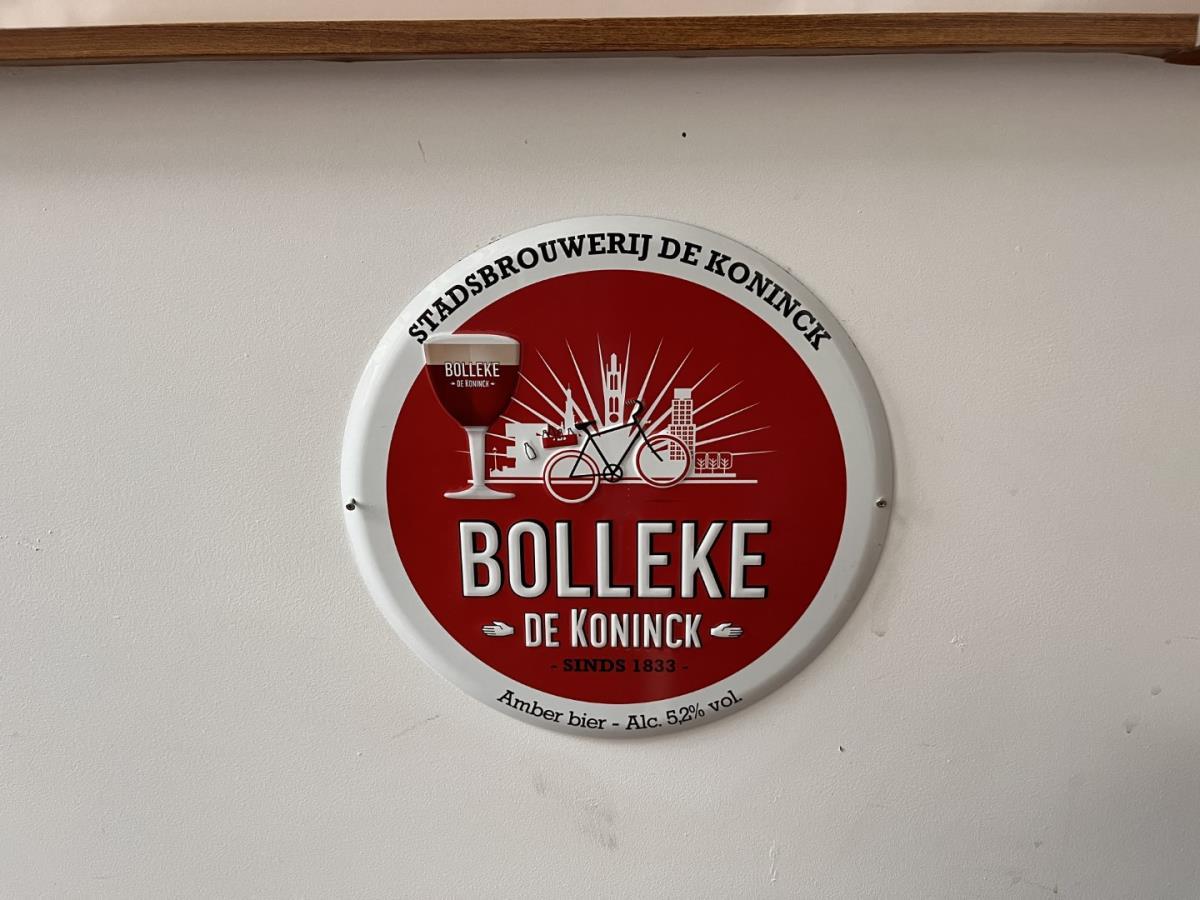 STADSBROUWERIJ DE KONINCK
BOLLEKE
- DE KONINCK -
BOLLEKE
DE KONINCK
- SINDS 1833 -
Amber bier - Alc. 5,2% vol.